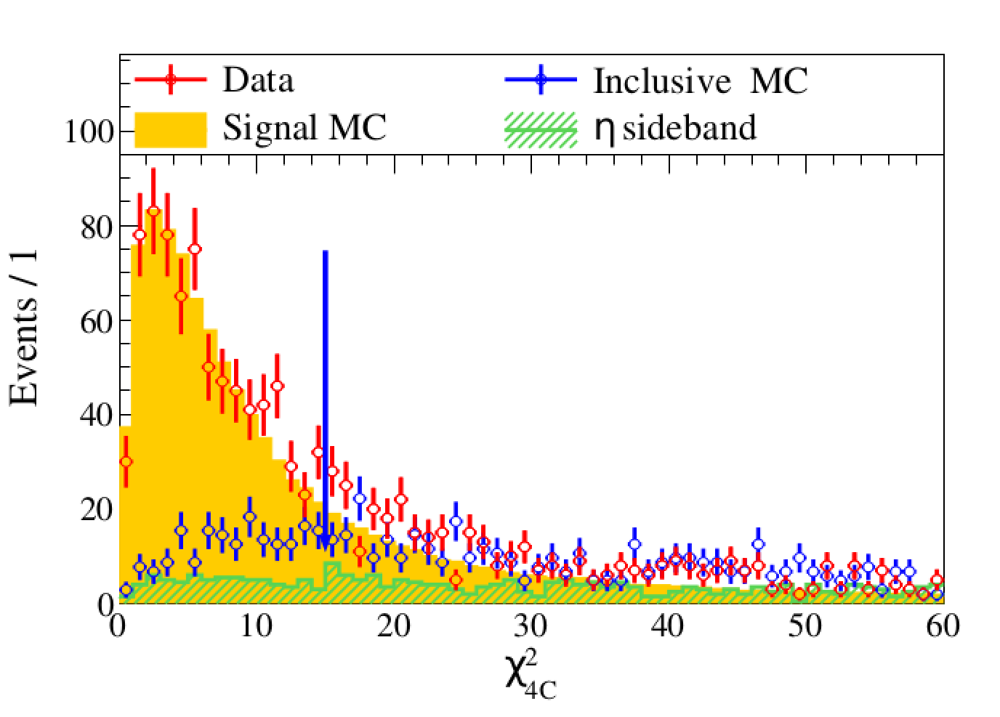 Data
Inclusive MC
Signal MC
η sideband
100
80
60
40
20
0
Events / 1
0 10 20 30 40 50 60
χ²4C